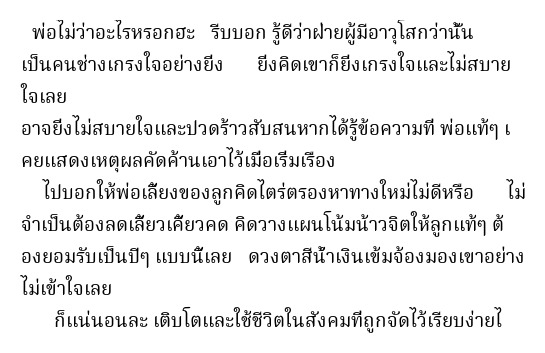 พ่อไม่ว่าอะไรหรอกฮะ รีบบอก รู้ดีว่าฝ่ายผู้มีอาวุโสกว่านั้น
เป็นคนช่างเกรงใจอย่างยิ่ง ยิ่งคิดเขาก็ยิ่งเกรงใจและไม่สบาย
ใจเลย
อาจยิ่งไม่สบายใจและปวดร้าวสับสนหากได้รู้ข้อความที่ พ่อแท้ๆ เ
คยแสดงเหตุผลคัดค้านเอาไว้เมื่อเริ่มเรื่อง
ไปบอกให้พ่อเลี้ยงของลูกคิดไตร่ตรองหาทางใหม่ไม่ดีหรือ ไม่
จำเป็นต้องลดเลี้ยวเคี้ยวคด คิดวางแผนโน้มน้าวจิตให้ลูกแท้ๆ ต้
องยอมรับเป็นปีๆ แบบนี้เลย ดวงตาสีน้ำเงินเข้มจ้องมองเขาอย่าง
ไม่เข้าใจเลย
ก็แน่นอนละ เติบโตและใช้ชีวิตในสังคมที่ถูกจัดไว้เรียบง่ายไ